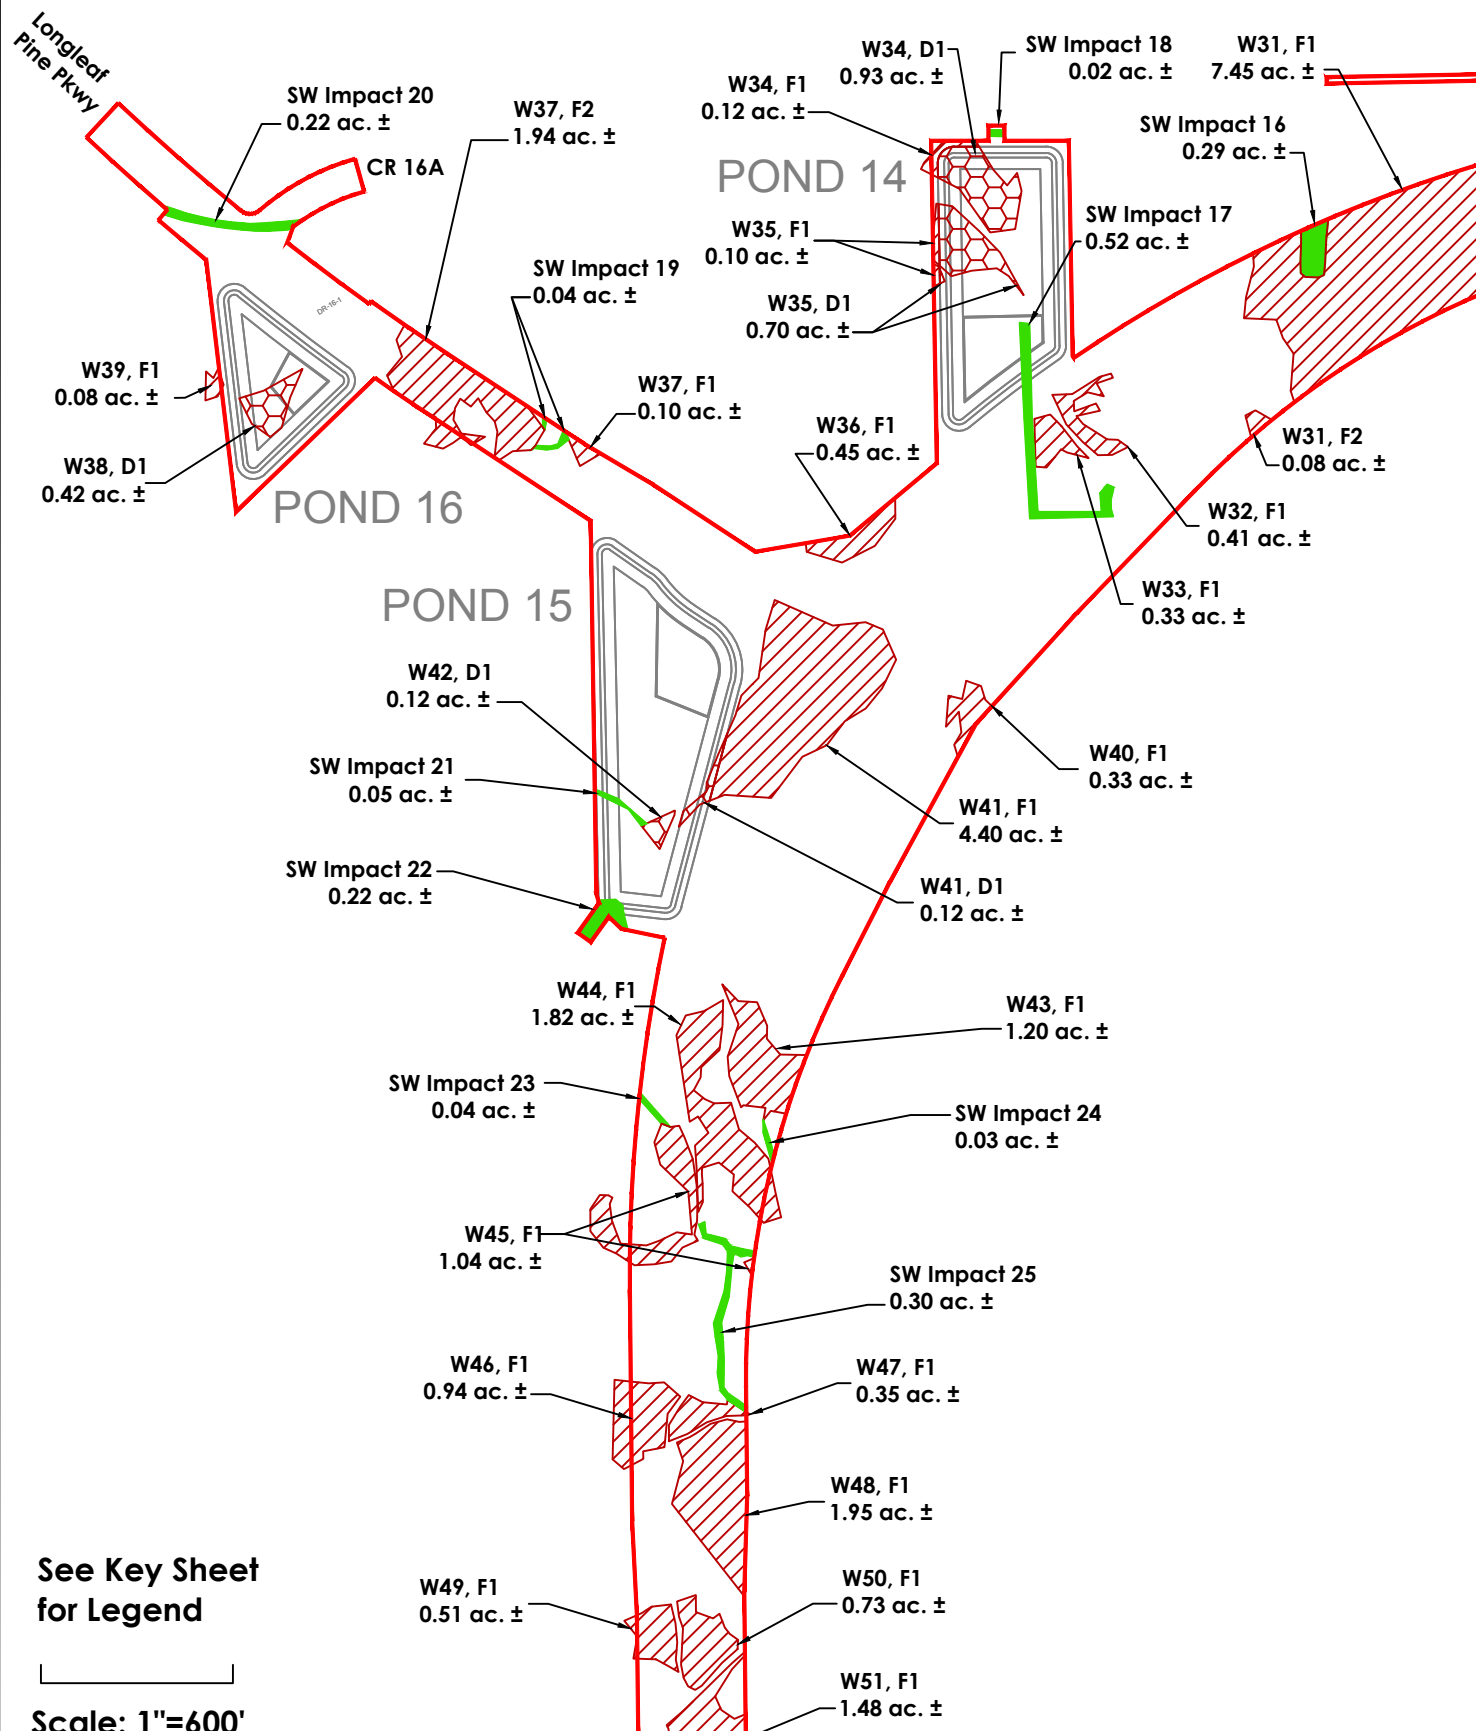 Longleaf
Pine Pkwy
SW Impact 20
0.22 ac. ±
CR 16A
W37, F2
1.94 ac. ±
W34, F1
0.12 ac. ±
W34, D1
0.93 ac. ±
SW Impact 18
0.02 ac. ±
W31, F1
7.45 ac. ±
SW Impact 16
0.29 ac. ±
POND 14
SW Impact 17
0.52 ac. ±
W35, F1
0.10 ac. ±
SW Impact 19
0.04 ac. ±
W35, D1
0.70 ac. ±
DR-16-1
W39, F1
0.08 ac. ±
W37, F1
0.10 ac. ±
W36, F1
0.45 ac. ±
W31, F2
0.08 ac. ±
W38, D1
0.42 ac. ±
POND 16
W32, F1
0.41 ac. ±
W33, F1
0.33 ac. ±
POND 15
W42, D1
0.12 ac. ±
SW Impact 21
0.05 ac. ±
W40, F1
0.33 ac. ±
W41, F1
4.40 ac. ±
SW Impact 22
0.22 ac. ±
W41, D1
0.12 ac. ±
W44, F1
1.82 ac. ±
W43, F1
1.20 ac. ±
SW Impact 23
0.04 ac. ±
SW Impact 24
0.03 ac. ±
W45, F1
1.04 ac. ±
SW Impact 25
0.30 ac. ±
W46, F1
0.94 ac. ±
W47, F1
0.35 ac. ±
W48, F1
1.95 ac. ±
See Key Sheet
for Legend
W49, F1
0.51 ac. ±
W50, F1
0.73 ac. ±
W51, F1
1.48 ac. ±
Scale: 1"=600'